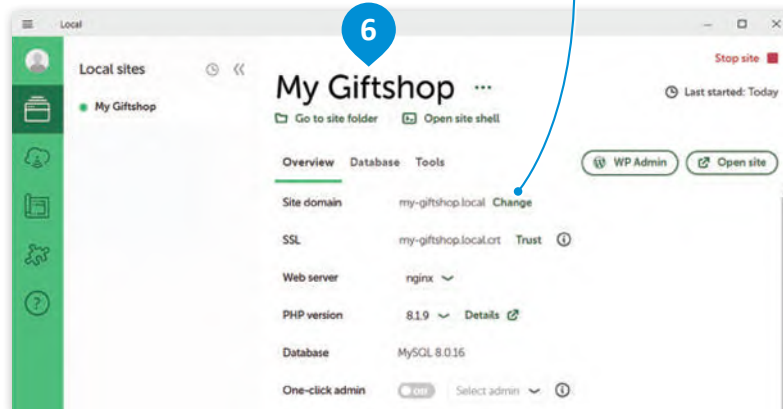 Local
6
Stop site
Local sites
My Giftshop
My Giftshop ...
Last started: Today
Go to site folder Open site shell
Overview Database Tools
WP Admin Open site
Site domain my-giftshop.local Change
SSL my-giftshop.local.crt Trust
Web server nginx
PHP version 8.1.9 Details
Database MySQL 8.0.16
One-click admin Off Select admin